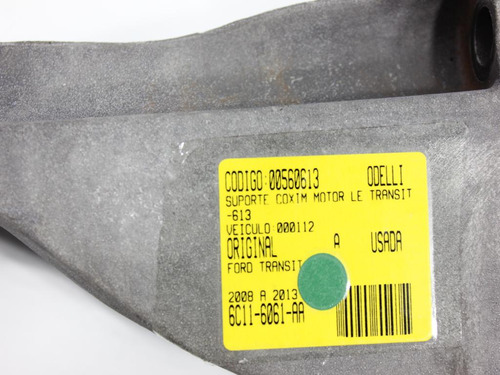 CODIGO:00560613 ODELLI
SUPORTE COXIM MOTOR LE TRANSIT
-613
VEICULO:000112
ORIGINAL A USADA
FORD TRANSIT
2008 A 2013
6C11-6061-AA